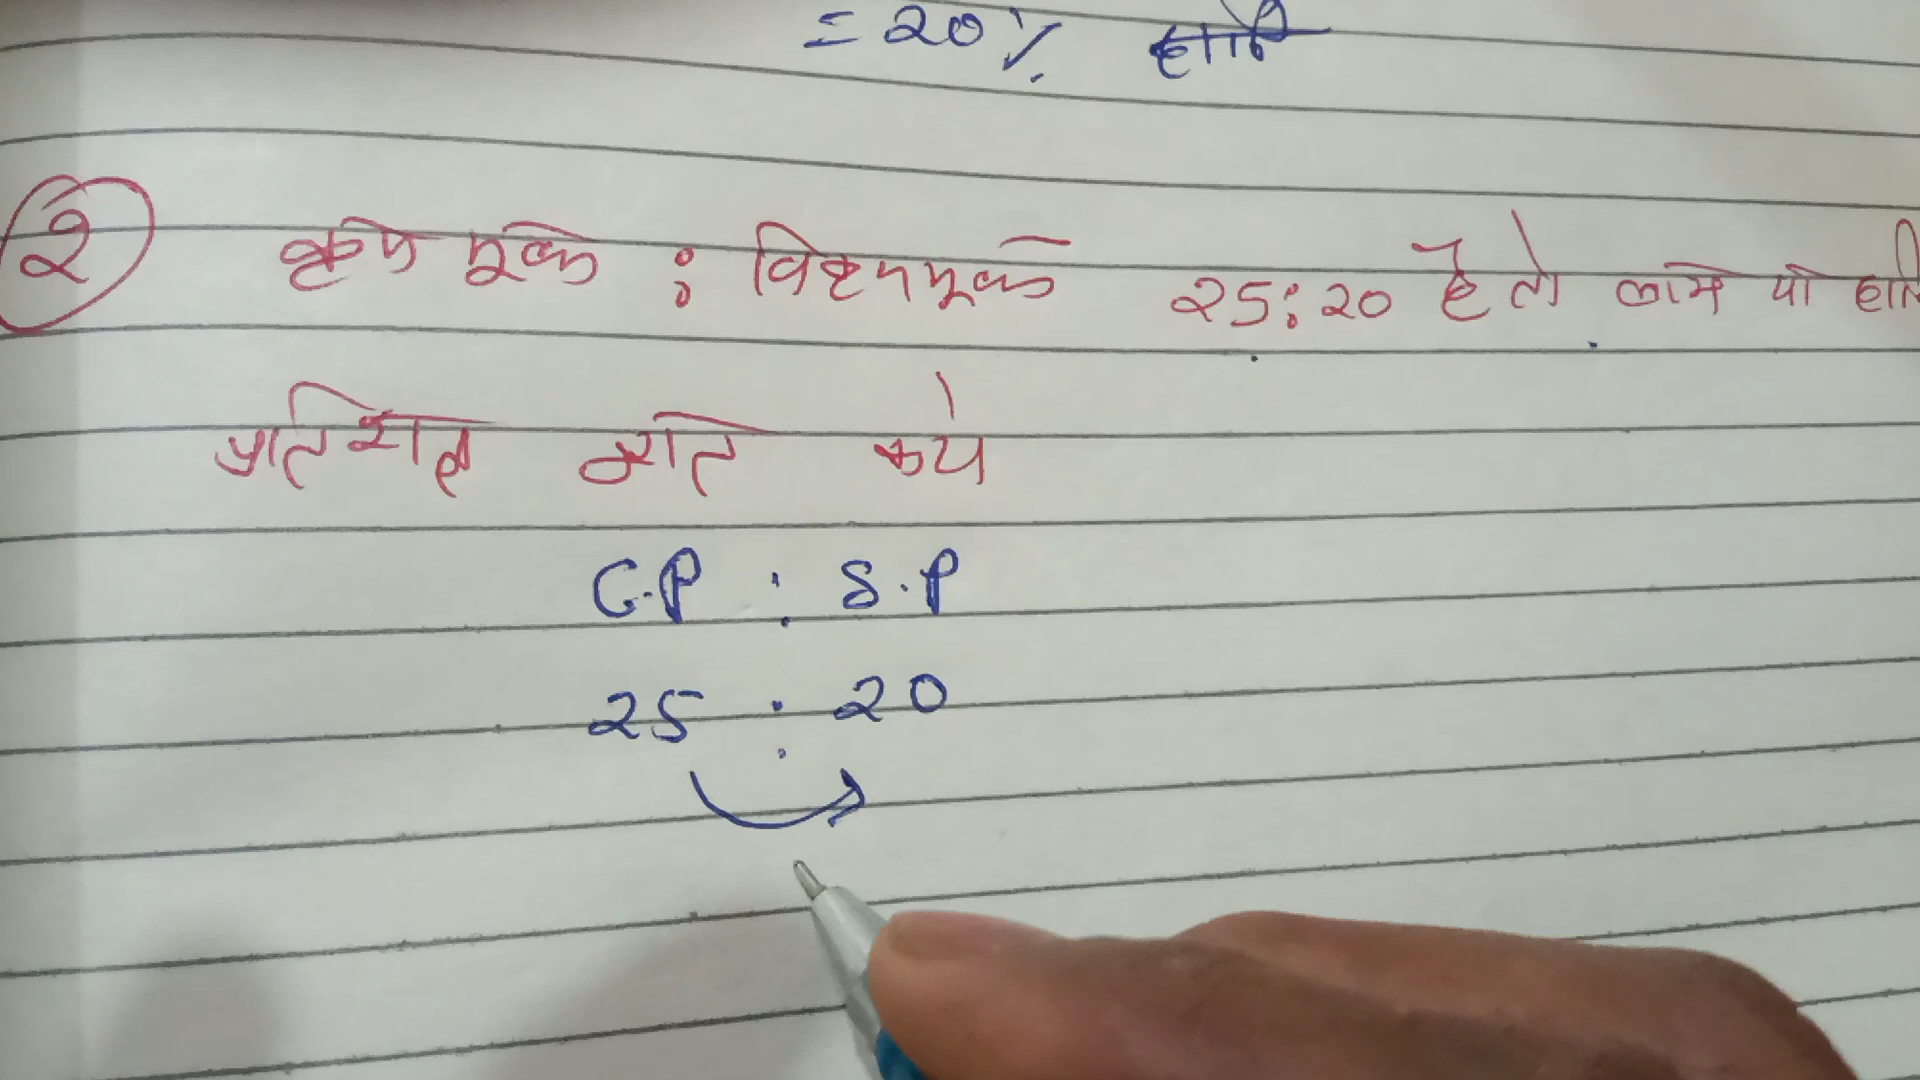 = 20% हानि
2 क्रय मूल्य : विक्रय मूल्य 25:20 है तो लाभ या हानि
प्रतिशत ज्ञात करो
C.P : S.P
25 : 20